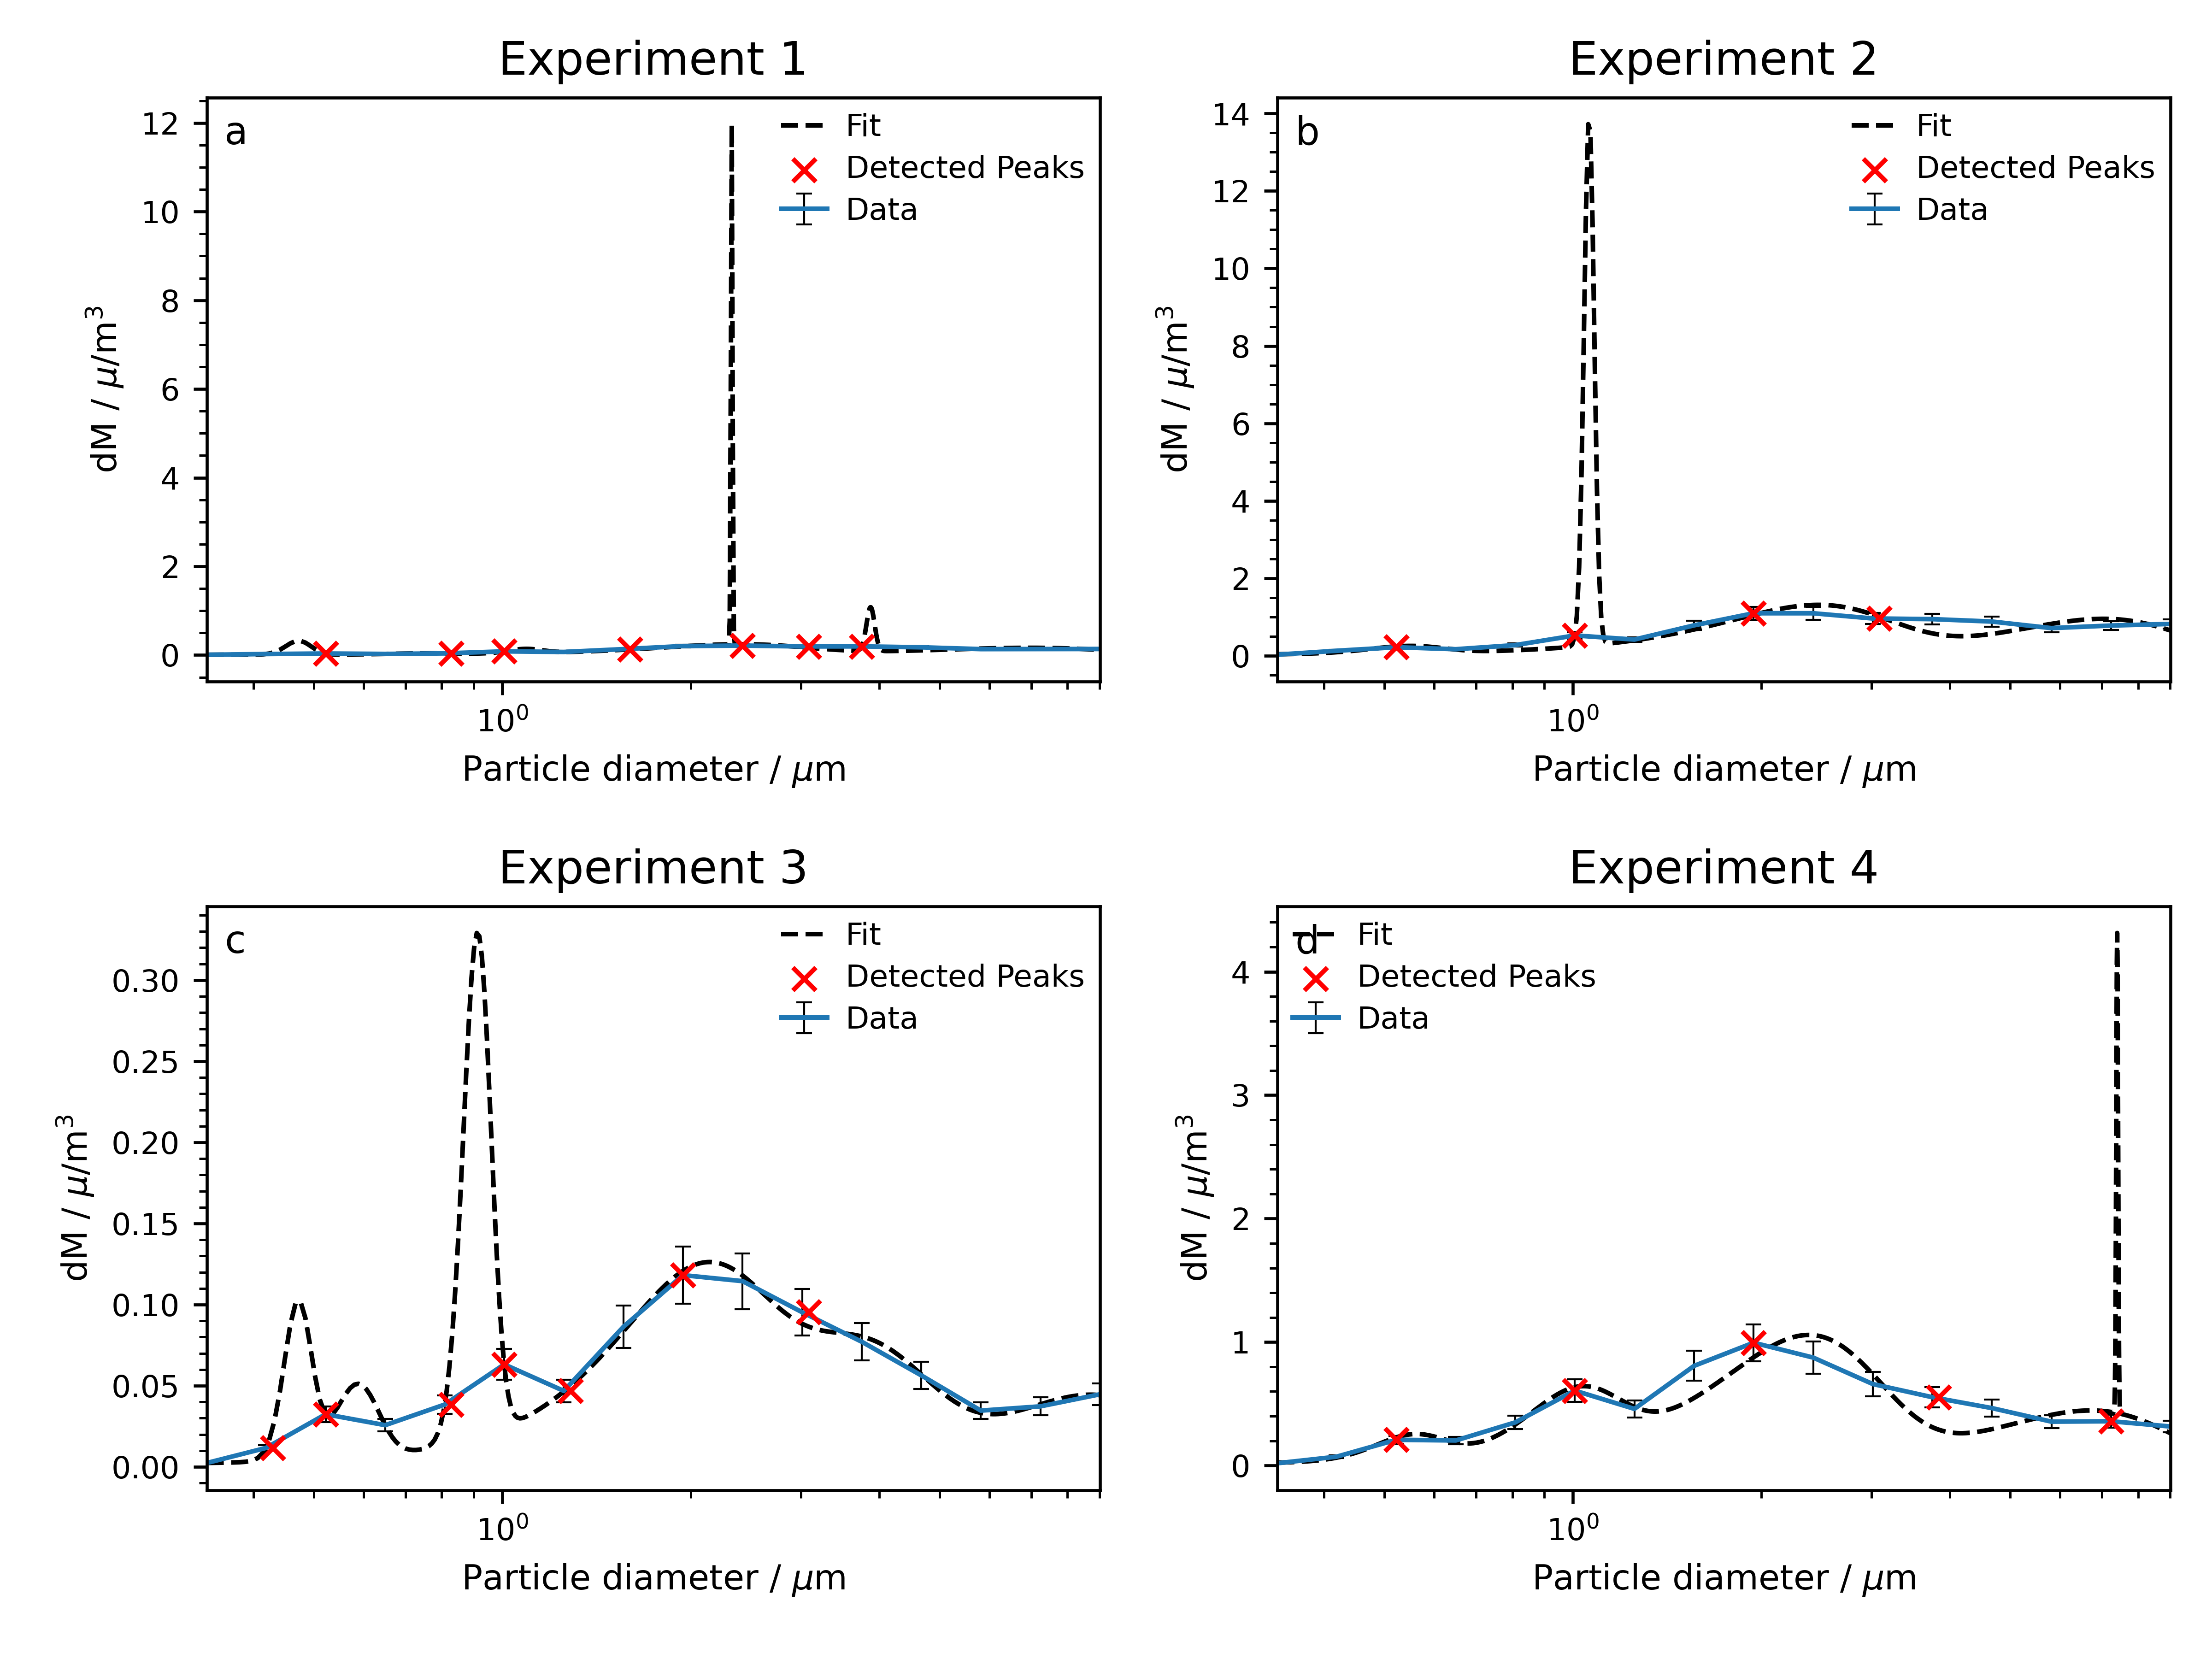 Experiment 1
a
Fit
Detected Peaks
Data
12
10
8
6
4
2
0
dM / μ/m³
10⁰
Particle diameter / μm
Experiment 2
b
Fit
Detected Peaks
Data
14
12
10
8
6
4
2
0
dM / μ/m³
10⁰
Particle diameter / μm
Experiment 3
c
Fit
Detected Peaks
Data
0.30
0.25
0.20
0.15
0.10
0.05
0.00
dM / μ/m³
10⁰
Particle diameter / μm
Experiment 4
d
Fit
Detected Peaks
Data
4
3
2
1
0
dM / μ/m³
10⁰
Particle diameter / μm